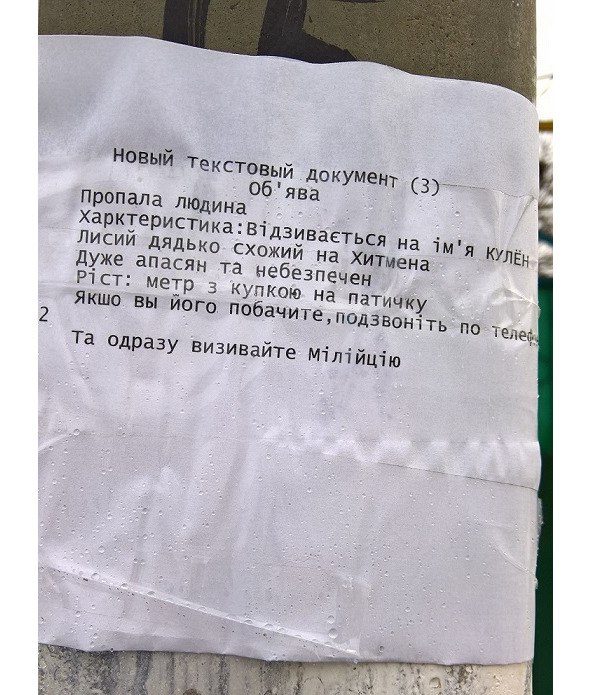 Новый текстовый документ (3)
Об'ява
Пропала людина
Харктеристика:Відзивається на ім'я КУЛЁН
Лисий дядько схожий на Хитмена
Дуже апасян та небезпечен
Ріст: метр з купкою на патичку
Якшо вы його побачите,подзвоніть по
2
Та одразу визивайте Мілійцію